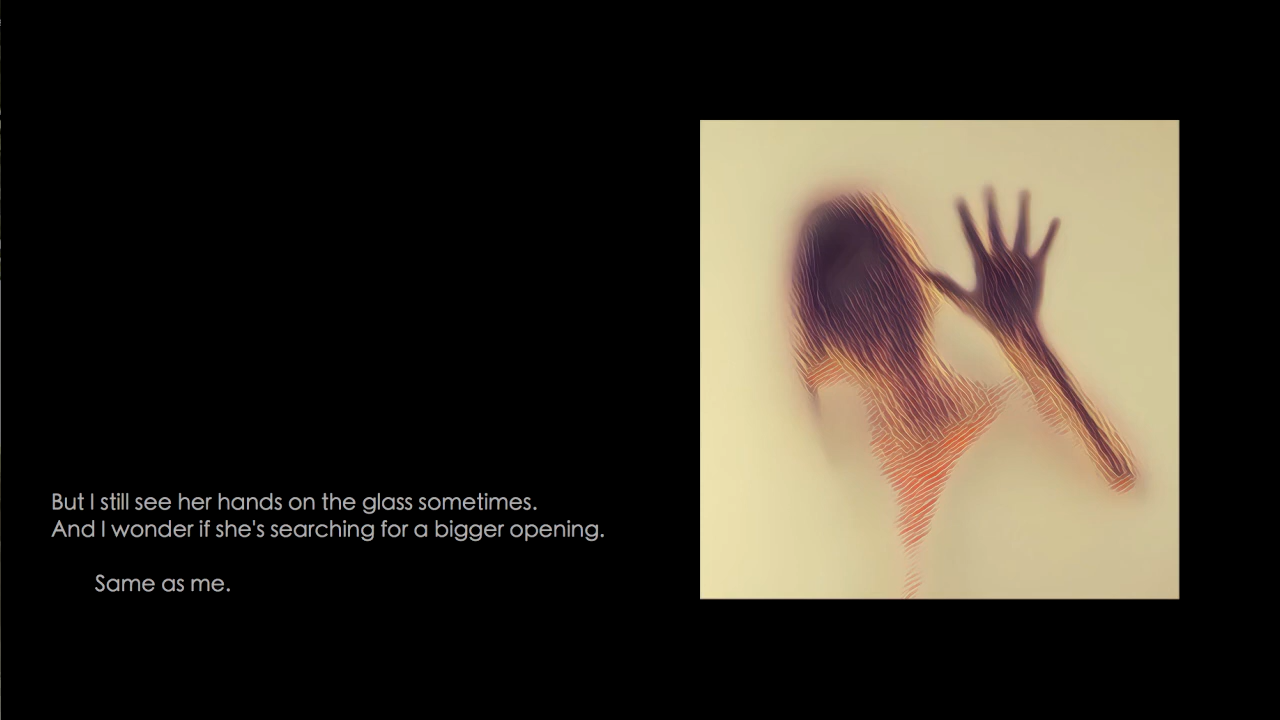 But I still see her hands on the glass sometimes.
And I wonder if she's searching for a bigger opening.
Same as me.